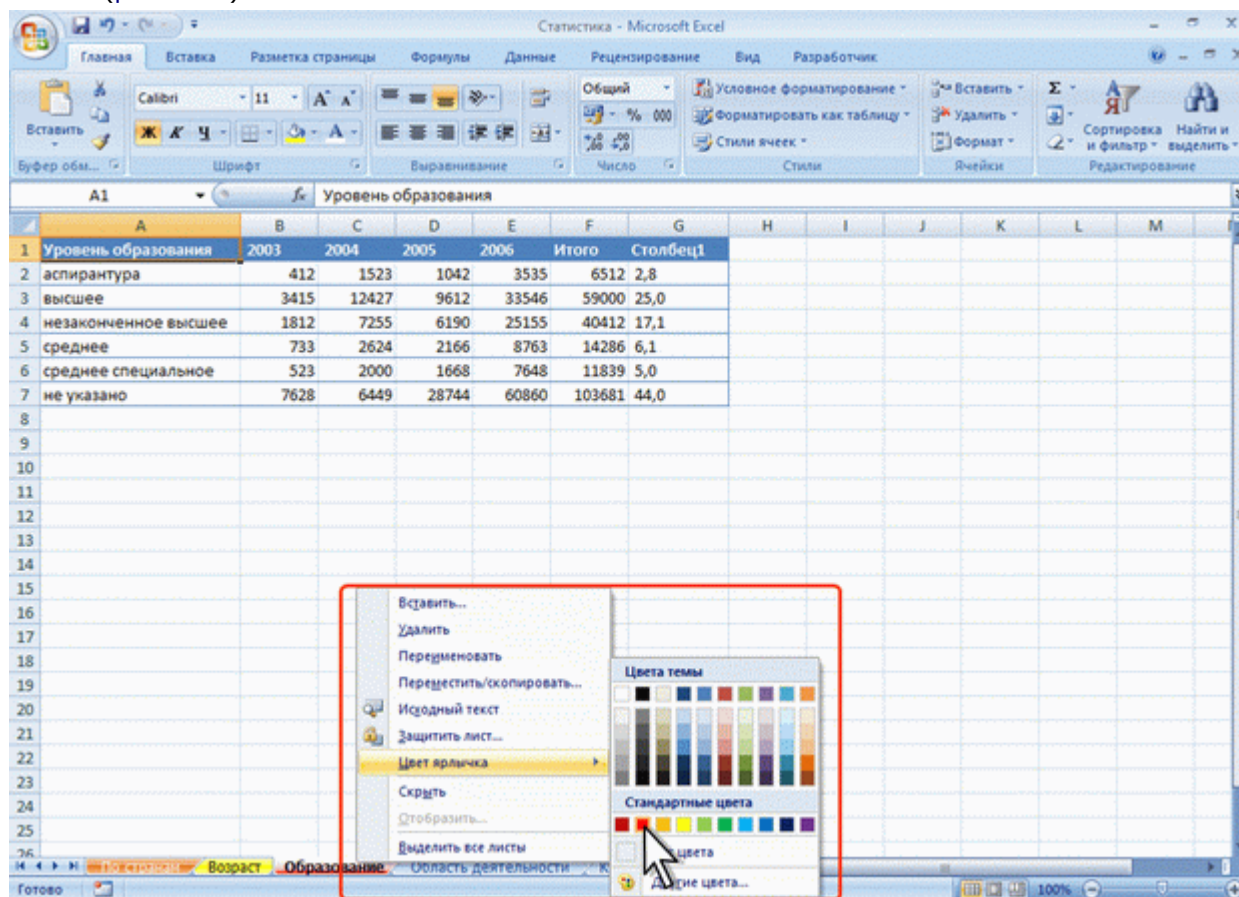 Статистика - Microsoft Excel
Главная Вставка Разметка страницы Формулы Данные Рецензирование Вид Разработчик
Вставить
Calibri 11
Ж К Ч
Общий
% 000
Условное форматирование
Форматировать как таблицу
Стили ячеек
Вставить
Удалить
Формат
Σ
Сортировка и фильтр
Найти и выделить
Буфер обм... Шрифт Выравнивание Число Стили Ячейки Редактирование
A1 fx Уровень образования
A B C D E F G H I J K L M
1 Уровень образования 2003 2004 2005 2006 Итого Столбец1
2 аспирантура 412 1523 1042 3535 6512 2,8
3 высшее 3415 12427 9612 33546 59000 25,0
4 незаконченное высшее 1812 7255 6190 25155 40412 17,1
5 среднее 733 2624 2166 8763 14286 6,1
6 среднее специальное 523 2000 1668 7648 11839 5,0
7 не указано 7628 6449 28744 60860 103681 44,0
8
9
10
11
12
13
14
15
16
17
18
19
20
21
22
23
24
25
26
Вставить...
Удалить
Переименовать
Переместить/скопировать...
Исходный текст
Защитить лист...
Цвет ярлычка
Скрыть
Отобразить...
Выделить все листы
Цвета темы
Стандартные цвета
цвета
цвета...
По странам Возраст Образование Область деятельности К
Готово 100%